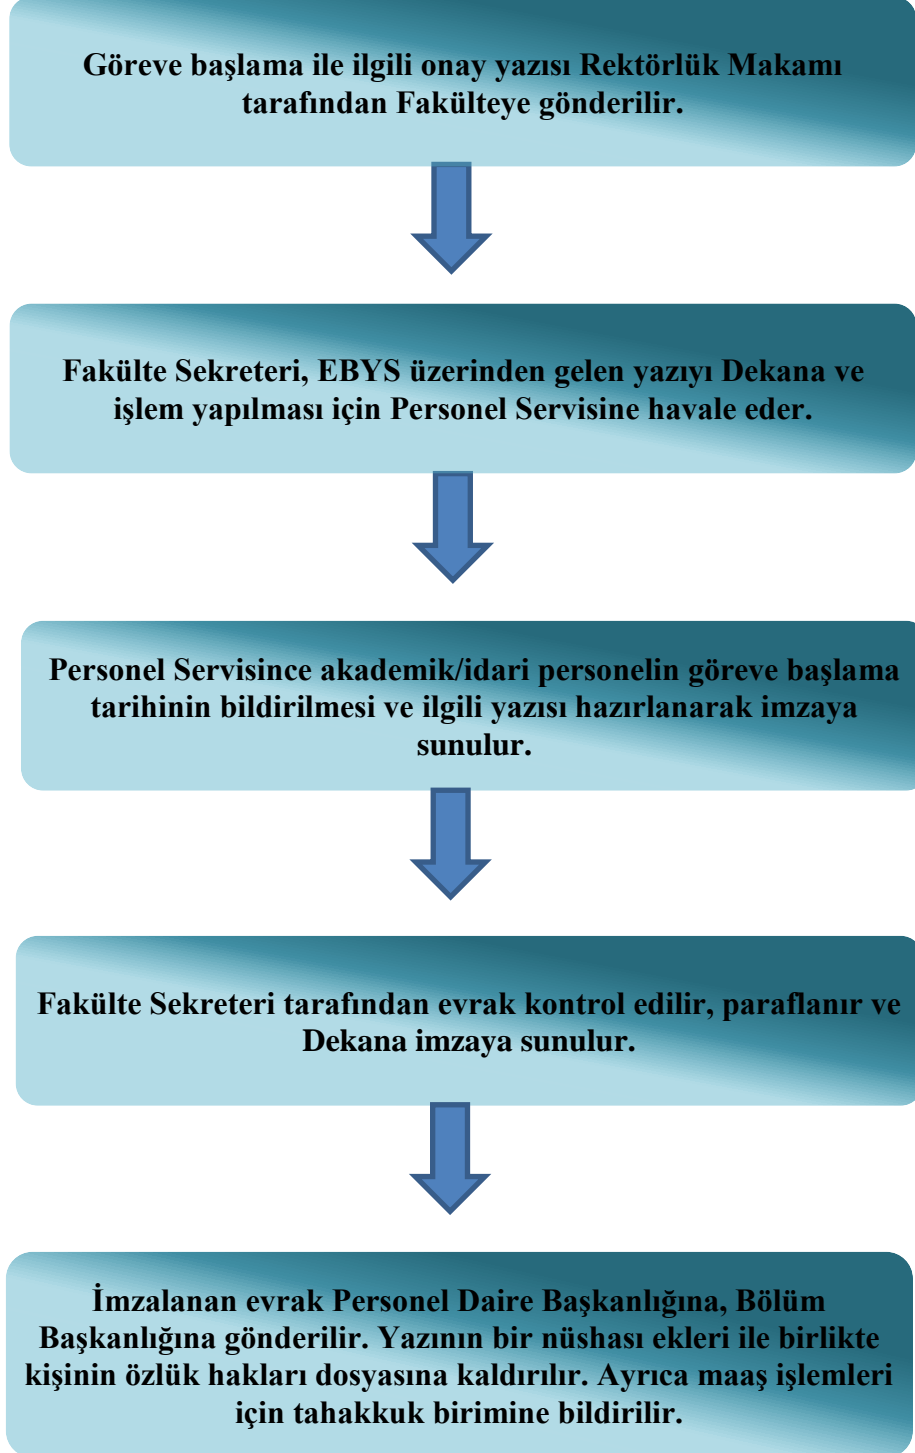 Göreve başlama ile ilgili onay yazısı Rektörlük Makamı
tarafından Fakülteye gönderilir.
Fakülte Sekreteri, EBYS üzerinden gelen yazıyı Dekana ve
işlem yapılması için Personel Servisine havale eder.
Personel Servisince akademik/idari personelin göreve başlama
tarihinin bildirilmesi ve ilgili yazısı hazırlanarak imzaya
sunulur.
Fakülte Sekreteri tarafından evrak kontrol edilir, paraflanır ve
Dekana imzaya sunulur.
İmzalanan evrak Personel Daire Başkanlığına, Bölüm
Başkanlığına gönderilir. Yazının bir nüshası ekleri ile birlikte
kişinin özlük hakları dosyasına kaldırılır. Ayrıca maaş işlemleri
için tahakkuk birimine bildirilir.